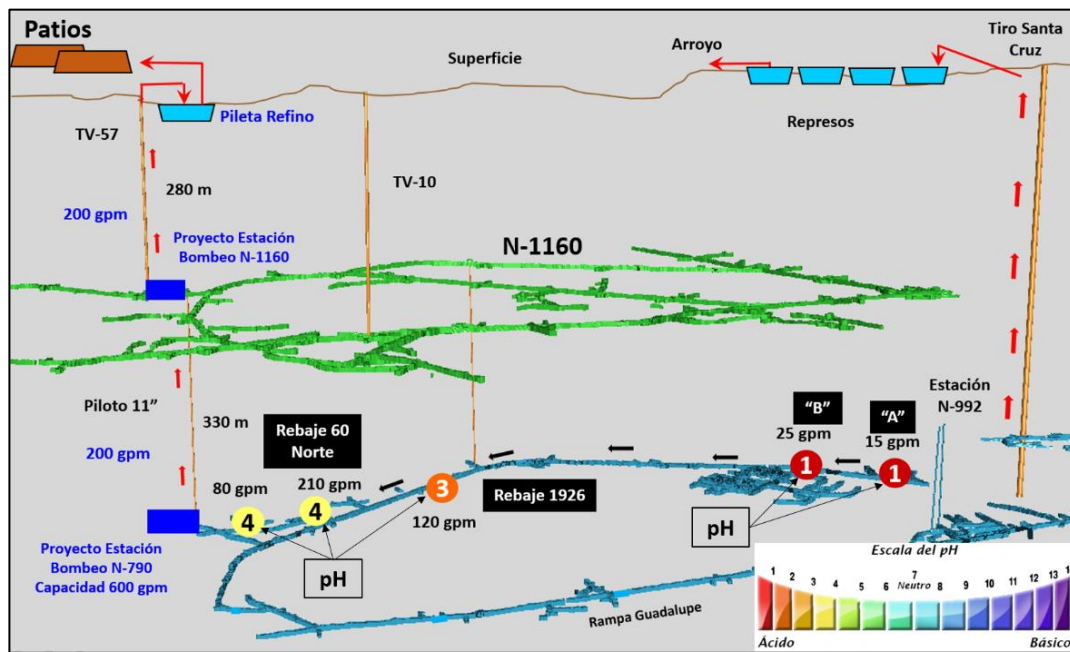 Patios
Superficie
Arroyo
Tiro Santa
Cruz
Pileta Refino
Represos
TV-57
TV-10
280 m
200 gpm
Proyecto Estación
Bombeo N-1160
N-1160
Piloto 11”
330 m
200 gpm
Rebaje 60
Norte
“B”
25 gpm
“A”
15 gpm
Estación
N-992
1
1
80 gpm
210 gpm
4
4
3
120 gpm
Rebaje 1926
pH
pH
Proyecto Estación
Bombeo N-790
Capacidad 600 gpm
Rampa Guadalupe
Escala del pH
1 2 3 4 5 6 7 8 9 10 11 12 13 1
Neutro
Ácido
Básico